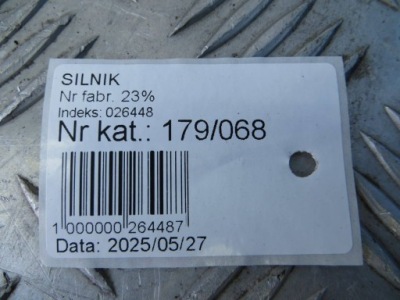 SILNIK
Nr fabr. 23%
Indeks: 026448
Nr kat.: 179/068
1 000000 264487
Data: 2025/05/27